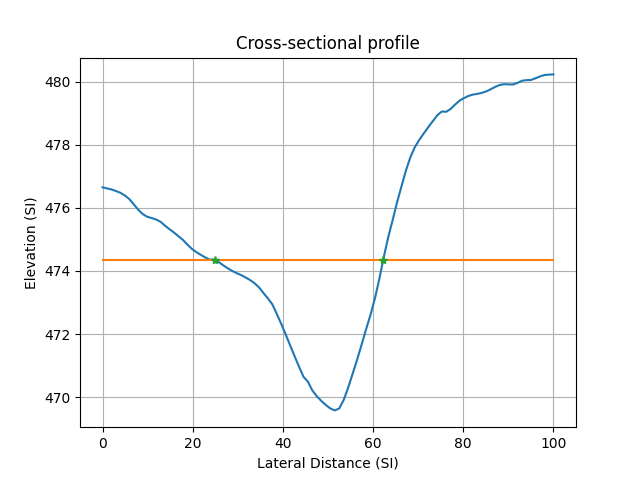 Cross-sectional profile
480
478
476
474
472
470
Elevation (SI)
0 20 40 60 80 100
Lateral Distance (SI)